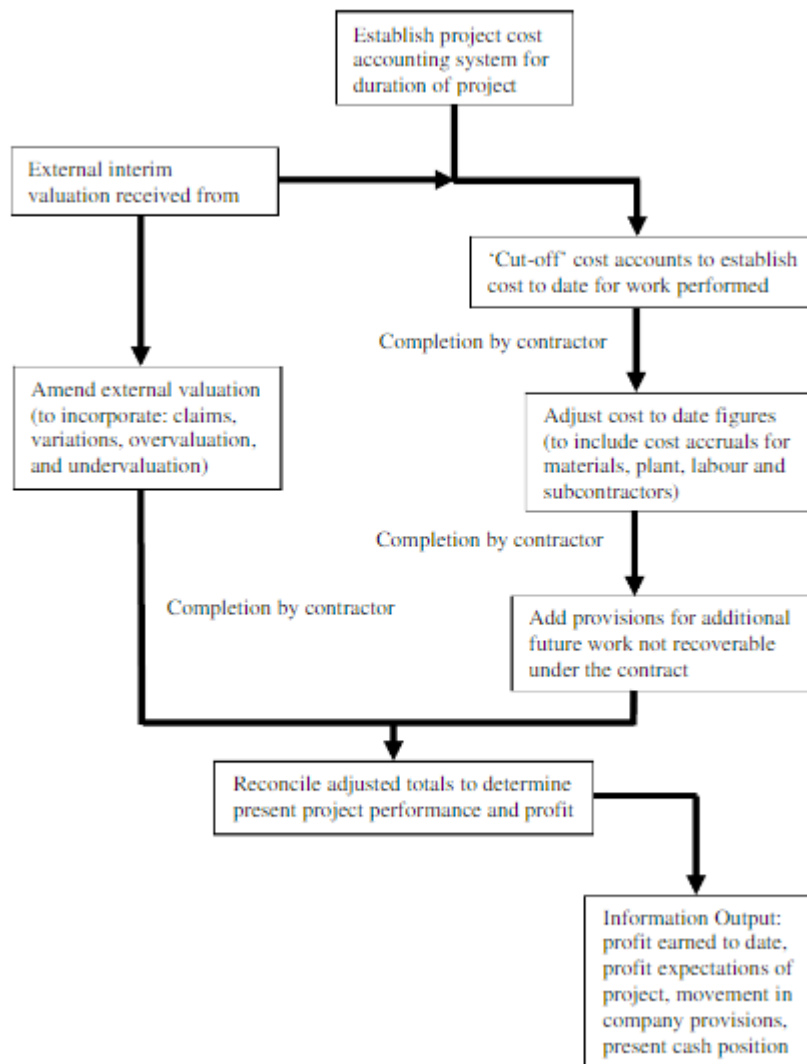 Establish project cost
accounting system for
duration of project
External interim
valuation received from
‘Cut-off’ cost accounts to establish
cost to date for work performed
Completion by contractor
Amend external valuation
(to incorporate: claims,
variations, overvaluation,
and undervaluation)
Adjust cost to date figures
(to include cost accruals for
materials, plant, labour and
subcontractors)
Completion by contractor
Completion by contractor
Add provisions for additional
future work not recoverable
under the contract
Reconcile adjusted totals to determine
present project performance and profit
Information Output:
profit earned to date,
profit expectations of
project, movement in
company provisions,
present cash position